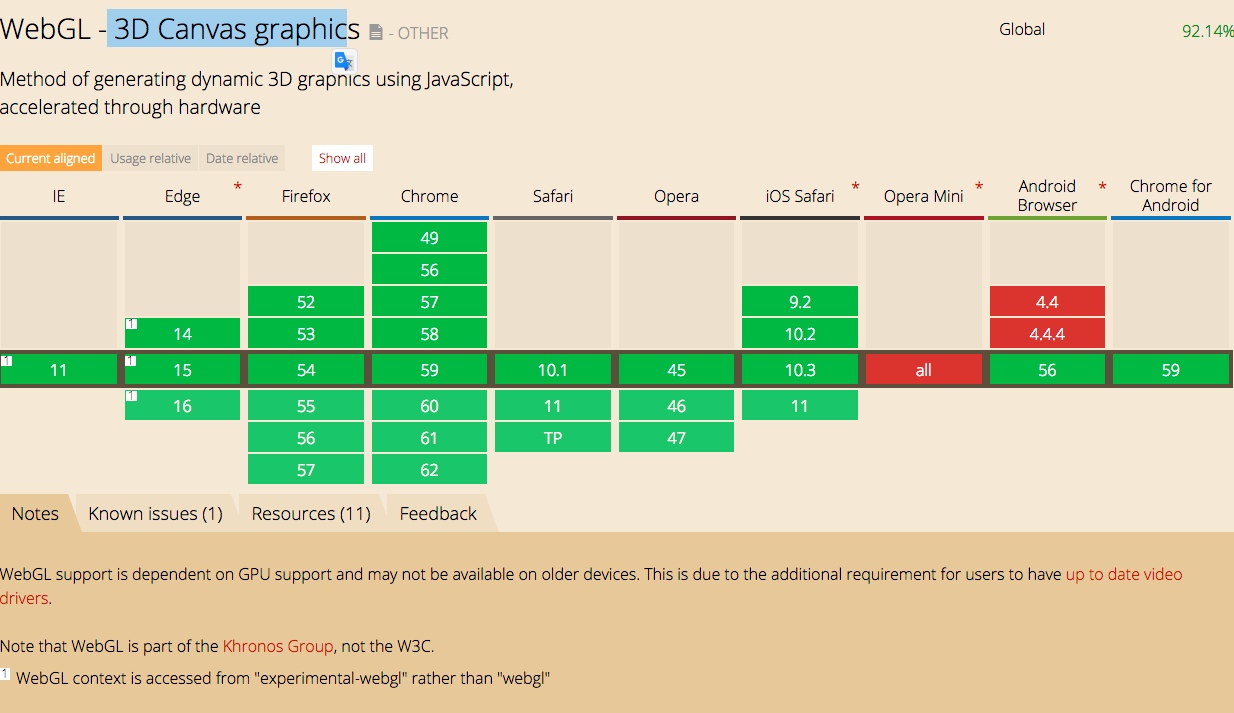 WebGL - 3D Canvas graphics - OTHER
Global 92.14%
Method of generating dynamic 3D graphics using JavaScript,
accelerated through hardware
Current aligned Usage relative Date relative Show all
IE Edge * Firefox Chrome Safari Opera iOS Safari * Opera Mini * Android Browser * Chrome for Android
49
56
52 57 9.2 4.4
1 14 53 58 10.2 4.4.4
1 11 1 15 54 59 10.1 45 10.3 all 56 59
1 16 55 60 11 46 11
56 61 TP 47
57 62
Notes Known issues (1) Resources (11) Feedback
WebGL support is dependent on GPU support and may not be available on older devices. This is due to the additional requirement for users to have up to date video
drivers.
Note that WebGL is part of the Khronos Group, not the W3C.
1 WebGL context is accessed from "experimental-webgl" rather than "webgl"